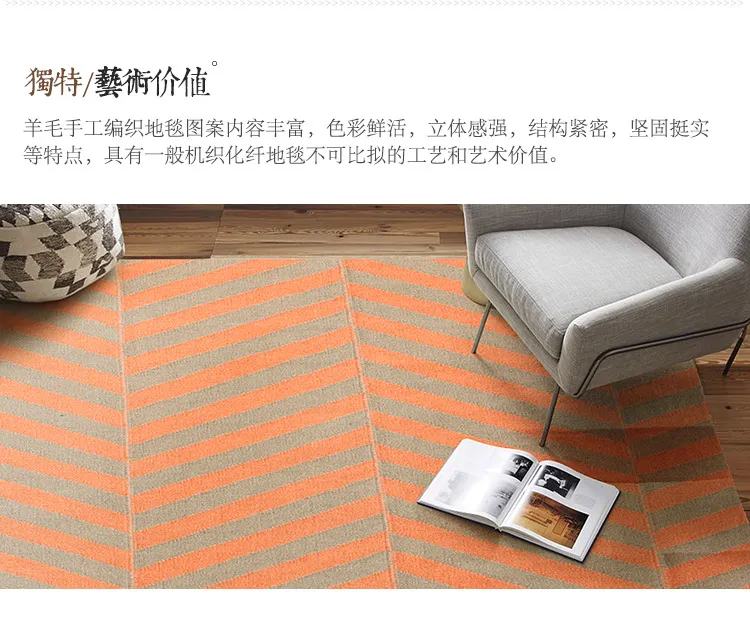 獨特/藝術价值。
羊毛手工编织地毯图案内容丰富，色彩鲜活，立体感强，结构紧密，坚固挺实
等特点，具有一般机织化纤地毯不可比拟的工艺和艺术价值。